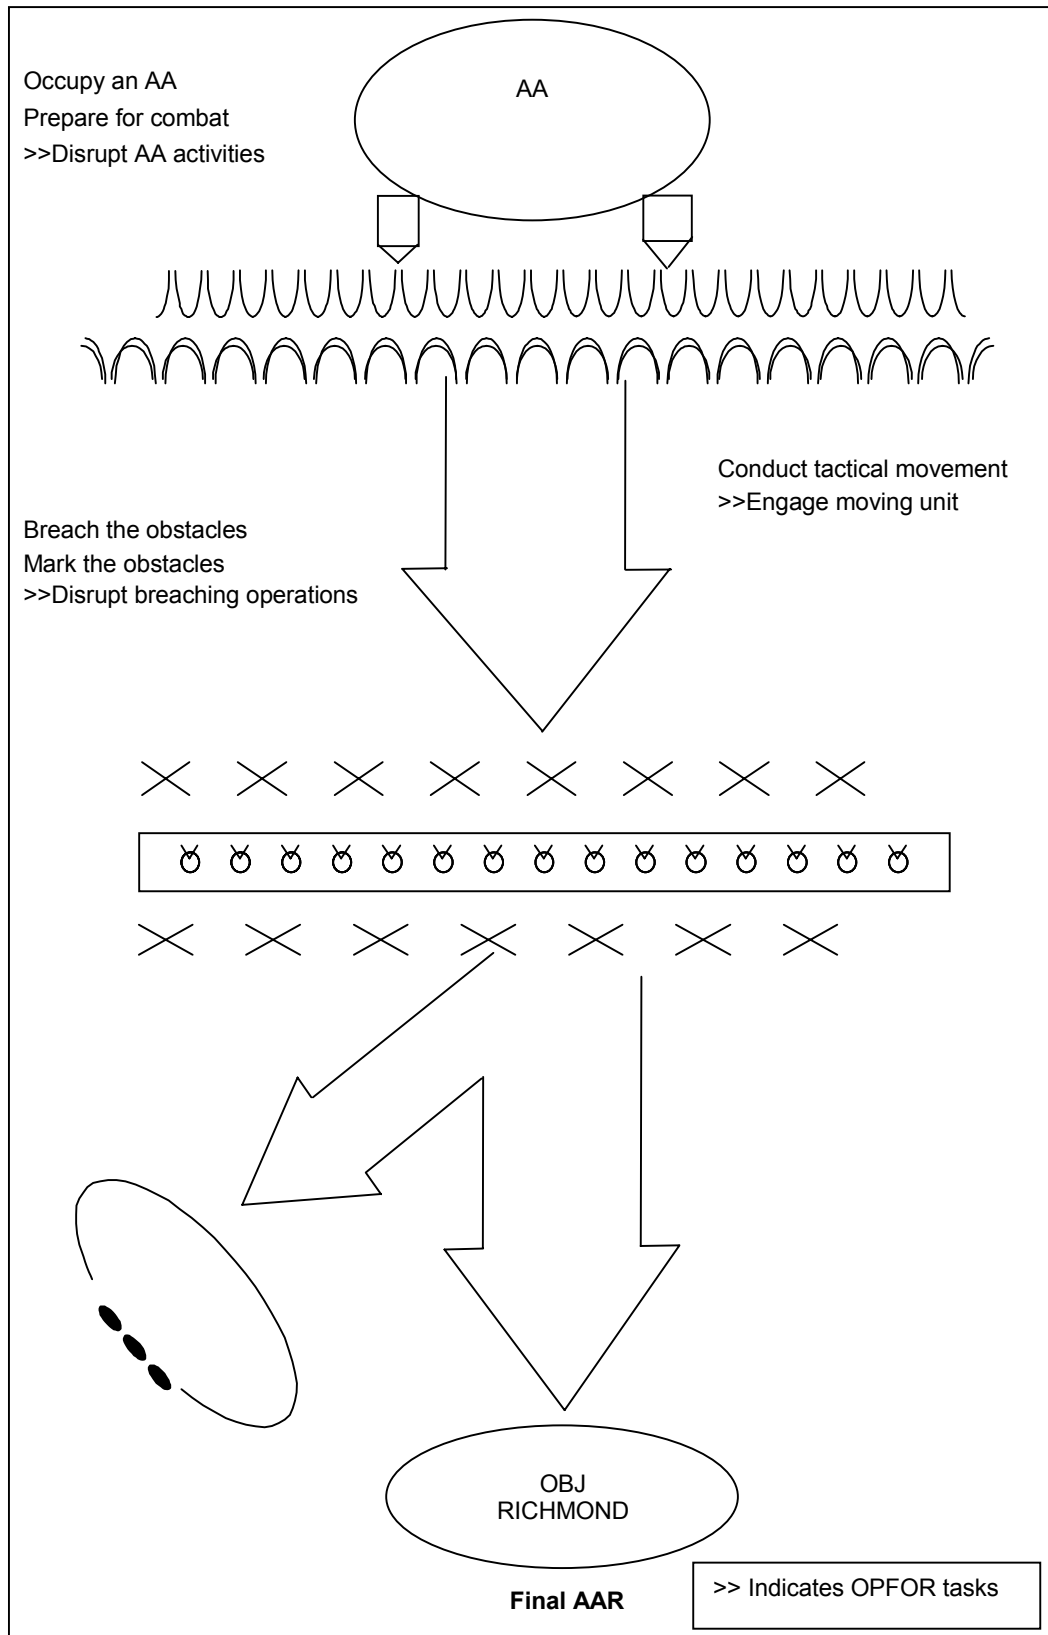 Occupy an AA
Prepare for combat
>>Disrupt AA activities
AA
Conduct tactical movement
>>Engage moving unit
Breach the obstacles
Mark the obstacles
>>Disrupt breaching operations
OBJ
RICHMOND
Final AAR
>> Indicates OPFOR tasks